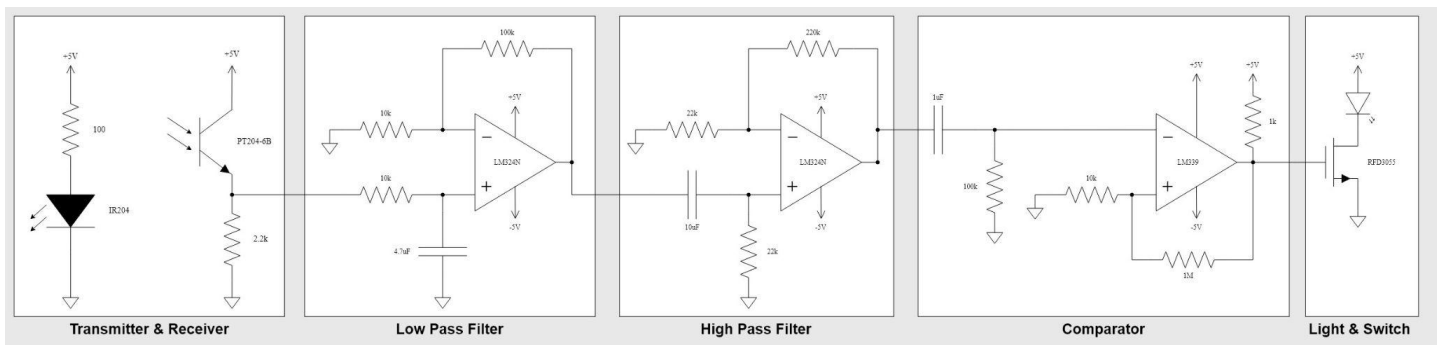 +5V
100
IR204
+5V
PT204-6B
2.2k
Transmitter & Receiver
100k
10k
+5V
LM324N
10k
-5V
4.7uF
Low Pass Filter
220k
22k
+5V
LM324N
-5V
10uF
22k
High Pass Filter
1uF
+5V
+5V
1k
LM339
100k
10k
-5V
1M
Comparator
+5V
RFD3055
Light & Switch